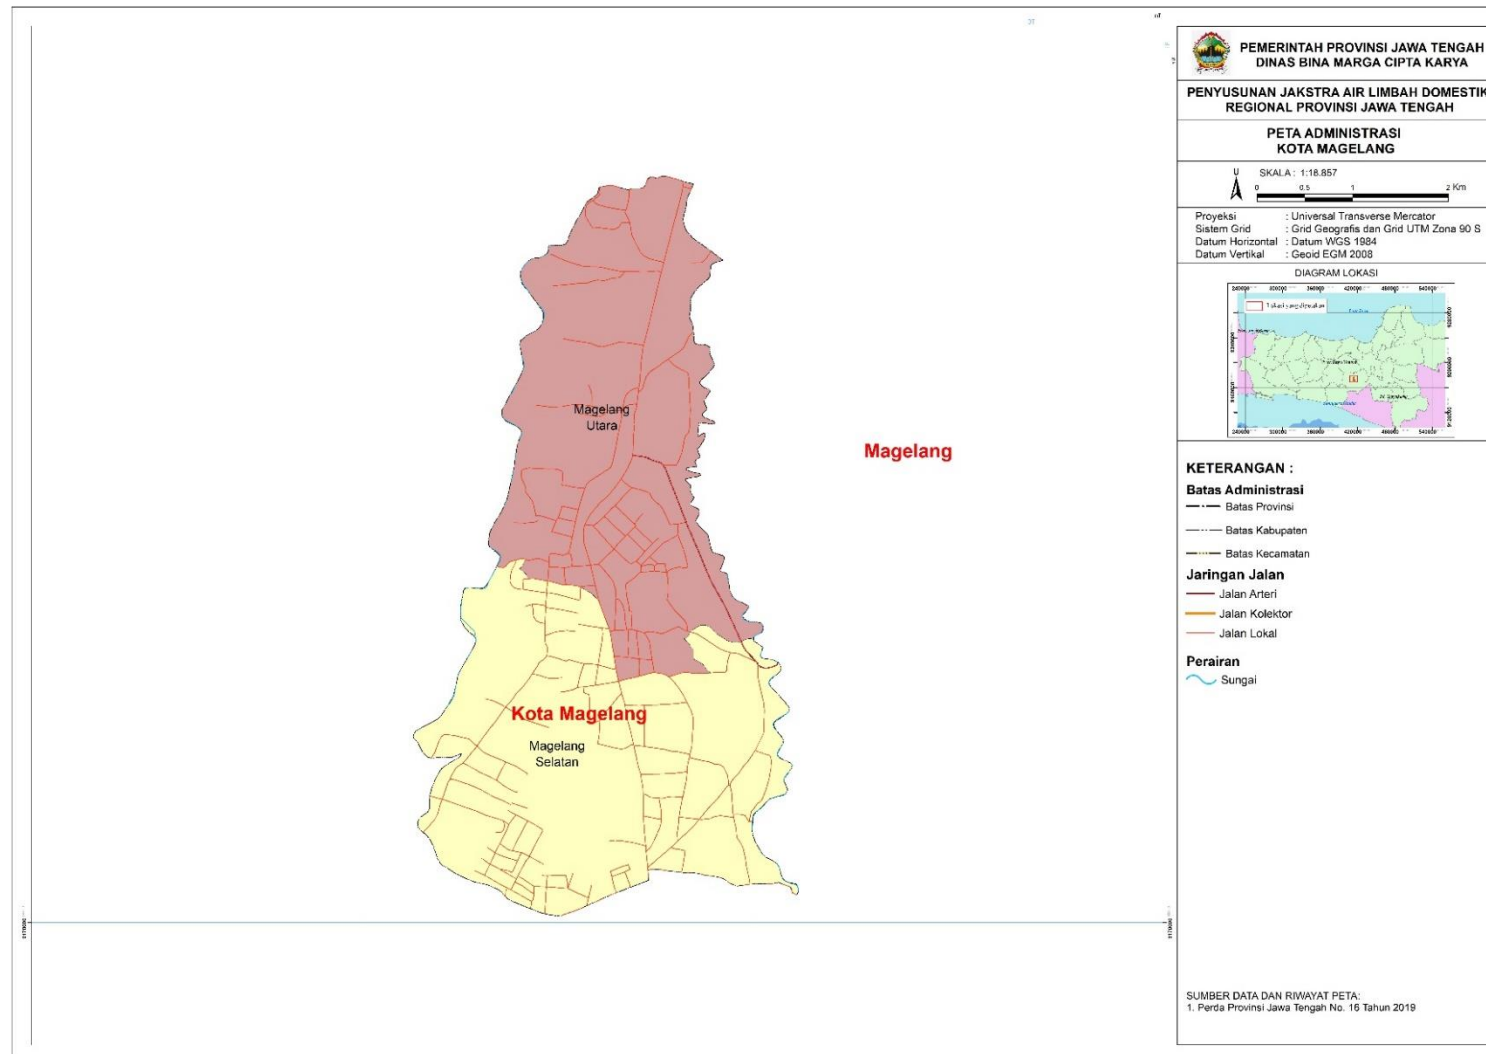 PEMERINTAH PROVINSI JAWA TENGAH
DINAS BINA MARGA CIPTA KARYA
PENYUSUNAN JAKSTRA AIR LIMBAH DOMESTIK
REGIONAL PROVINSI JAWA TENGAH
PETA ADMINISTRASI
KOTA MAGELANG
U
SKALA : 1:18.857
0 0.5 1 2 Km
Proyeksi : Universal Transverse Mercator
Sistem Grid : Grid Geografis dan Grid UTM Zona 90 S
Datum Horizontal : Datum WGS 1984
Datum Vertikal : Geoid EGM 2008
DIAGRAM LOKASI
Magelang
Utara
Magelang
Kota Magelang
Magelang
Selatan
KETERANGAN :
Batas Administrasi
Batas Provinsi
Batas Kabupaten
Batas Kecamatan
Jaringan Jalan
Jalan Arteri
Jalan Kolektor
Jalan Lokal
Perairan
Sungai
SUMBER DATA DAN RIWAYAT PETA:
1. Perda Provinsi Jawa Tengah No. 16 Tahun 2019